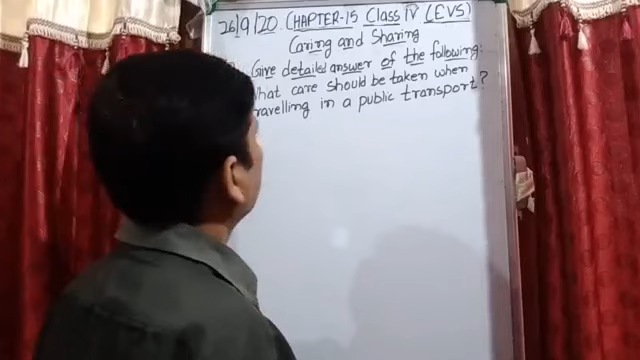 26/9/20. CHAPTER-15 Class IV (EVS)
Caring and Sharing
Give detailed answer of the following:
What care should be taken when
travelling in a public transport?